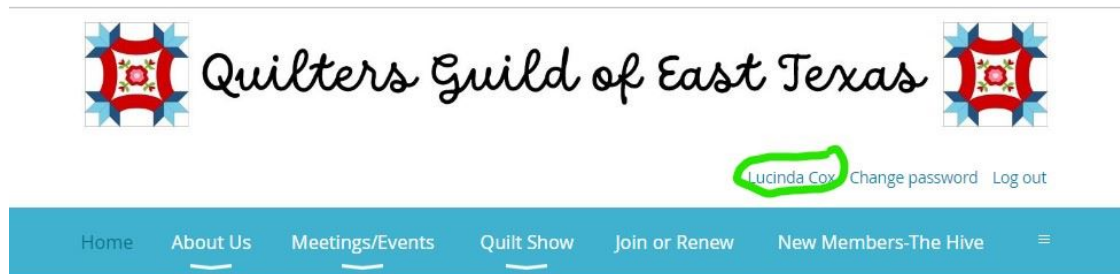 Quilters Guild of East Texas
Lucinda Cox Change password Log out
Home About Us Meetings/Events Quilt Show Join or Renew New Members-The Hive